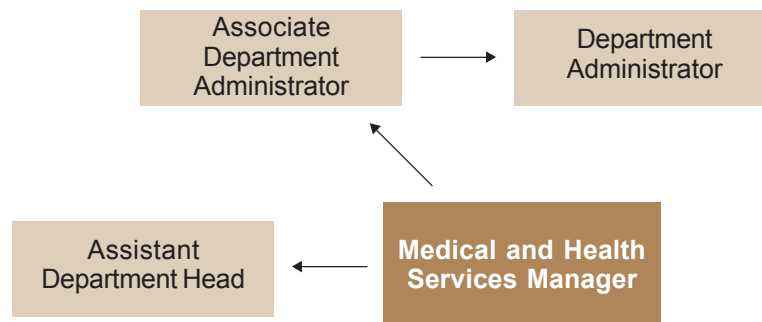 Associate
Department
Administrator
Department
Administrator
Assistant
Department Head
Medical and Health
Services Manager